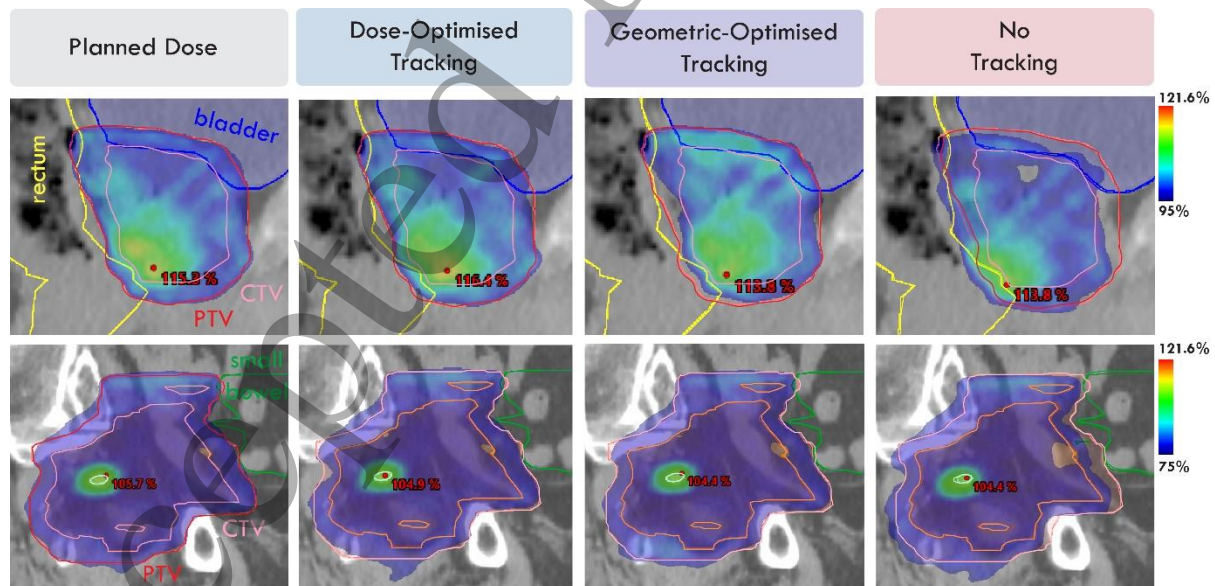 Planned Dose
Dose-Optimised
Tracking
Geometric-Optimised
Tracking
No
Tracking
bladder
rectum
CTV
PTV
115.3 %
116.4 %
113.8 %
113.8 %
121.6%
95%
small
bowel
CTV
PTV
105.7 %
104.9 %
104.4 %
104.4 %
121.6%
75%